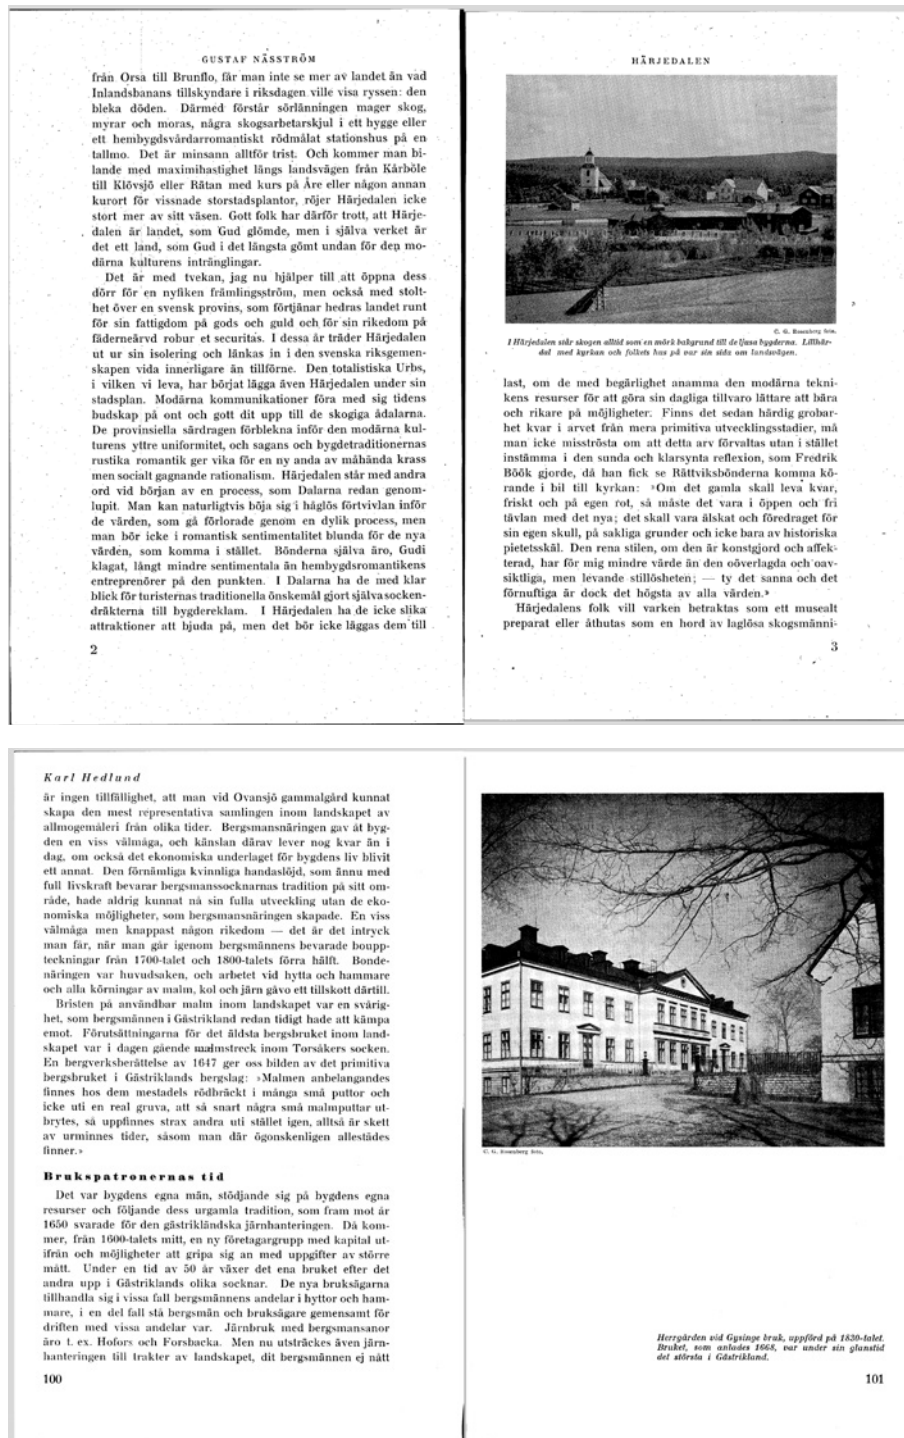 GUSTAF NÄSSTRÖM
från Orsa till Brunflo, får man inte se mer av landet än vad
Inlandsbanans tillskyndare i riksdagen ville visa ryssen: den
bleka döden. Därmed förstår sörlänningen mager skog,
myrar och moras, några skogsarbetarskjul i ett hygge eller
ett hembygdsvårdarromantiskt rödmålat stationshus på en
tallmo. Det är minsann alltför trist. Och kommer man bi-
lande med maximihastighet längs landsvägen från Kårböle
till Klövsjö eller Rätan med kurs på Åre eller någon annan
kurort för vissnade storstadsplantor, röjer Härjedalen icke
stort mer av sitt väsen. Gott folk har därför trott, att Härje-
dalen är landet, som Gud glömde, men i själva verket är
det ett land, som Gud i det längsta gömt undan för den mo-
därna kulturens inträngling­ar.
Det är med tvekan, jag nu hjälper till att öppna dess
dörr för en nyfiken främlingsström, men också med stolt-
het över en svensk provins, som förtjänar hedras landet runt
för sin fattigdom på gods och guld och för sin rikedom på
fäderneärvd robur et securitas. I dessa år träder Härjedalen
ut ur sin isolering och länkas in i den svenska riksgemen-
skapen vida innerligare än tillförne. Den totalistiska Urbs,
i vilken vi leva, har börjat lägga även Härjedalen under sin
stadsplan. Modärna kommunikationer föra med sig tidens
budskap på ont och gott dit upp till de skogiga ådalarna.
De provinsiella särdragen förblekna inför den modärna kul-
turens yttre uniformitet, och sagans och bygdetraditionernas
rustika romantik ger vika för en ny anda av måhända krass
men socialt gagnande rationalism. Härjedalen står med andra
ord vid början av en process, som Dalarna redan genom-
lupit. Man kan naturligtvis böja sig i håglös förtvivlan inför
de värden, som gå förlorade genom en dylik process, men
man bör icke i romantisk sentimentalitet blunda för de nya
värden, som komma i stället. Bönderna själva äro, Gudi
klagat, långt mindre sentimentala än hembygdsromantikens
entreprenörer på den punkten. I Dalarna ha de med klar
blick för turisternas traditionella önskemål gjort själva socken-
dräkterna till bygdereklam. I Härjedalen ha de icke slika
attraktioner att bjuda på, men det bör icke läggas dem till
2
HÄRJEDALEN
C. G. Rosenberg foto.
I Härjedalen står skogen alltid som en mörk bakgrund till de ljusa bygderna. Lillhär-
dal med kyrkan och folkets hus på var sin sida om landsvägen.
last, om de med begärlighet anamma den modärna tekni-
kens resurser för att göra sin dagliga tillvaro lättare att bära
och rikare på möjligheter. Finns det sedan härdig grobar-
het kvar i arvet från mera primitiva utvecklingsstadier, må
man icke misströsta om att detta arv förvaltas utan i stället
instämma i den sunda och klarsynta reflexion, som Fredrik
Böök gjorde, då han fick se Rättviksbönderna komma kö-
rande i bil till kyrkan: »Om det gamla skall leva kvar,
friskt och på egen rot, så måste det vara i öppen och fri
tävlan med det nya; det skall vara älskat och föredraget för
sin egen skull, på sakliga grunder och icke bara av historiska
pietetsskäl. Den rena stilen, om den är konstgjord och affek-
terad, har för mig mindre värde än den oöverlagda och oav-
siktliga, men levande stillösheten; — ty det sanna och det
förnuftiga är dock det högsta av alla värden.»
Härjedalens folk vill varken betraktas som ett musealt
preparat eller åthutas som en hord av laglösa skogsmänni-
3
Karl Hedlund
är ingen tillfällighet, att man vid Ovansjö gammalgård kunnat
skapa den mest representativa samlingen inom landskapet av
allmogemåleri från olika tider. Bergsmansnäringen gav åt byg-
den en viss välmåga, och känslan därav lever nog kvar än i
dag, om också det ekonomiska underlaget för bygdens liv blivit
ett annat. Den förnämliga kvinnliga handaslöjd, som ännu med
full livskraft bevarar bergsmanssocknarnas tradition på sitt om-
råde, hade aldrig kunnat nå sin fulla utveckling utan de eko-
nomiska möjligheter, som bergsmansnäringen skapade. En viss
välmåga men knappast någon rikedom — det är det intryck
man får, när man går igenom bergsmännens bevarade boupp-
teckningar från 1700-talet och 1800-talets förra hälft. Bonde-
näringen var huvudsaken, och arbetet vid hytta och hammare
och alla körningar av malm, kol och järn gåvo ett tillskott därtill.
Bristen på användbar malm inom landskapet var en svårig-
het, som bergsmännen i Gästrikland redan tidigt hade att kämpa
emot. Förutsättningarna för det äldsta bergsbruket inom land-
skapet var i dagen gående malmstreck inom Torsåkers socken.
En bergverksberättelse av 1647 ger oss bilden av det primitiva
bergsbruket i Gästriklands bergslag: »Malmen anbelangandes
finnes hos dem mestadels rödbräckt i många små puttor och
icke uti en real gruva, att så snart några små malmputtar ut-
brytes, så uppfinnes strax andra uti stället igen, alltså är skett
av urminnes tider, såsom man där ögonskenligen allestädes
finner.»
Brukspatronernas tid
Det var bygdens egna män, stödjande sig på bygdens egna
resurser och följande dess urgamla tradition, som fram mot år
1650 svarade för den gästrikländska järnhanteringen. Då kom-
mer, från 1600-talets mitt, en ny företagargrupp med kapital ut-
ifrån och möjligheter att gripa sig an med uppgifter av större
mått. Under en tid av 50 år växer det ena bruket efter det
andra upp i Gästriklands olika socknar. De nya bruksägarna
tillhandla sig i vissa fall bergsmännens andelar i hyttor och ham-
mare, i en del fall stå bergsmän och bruksägare gemensamt för
driften med vissa andelar var. Järnbruk med bergsmansanor
äro t. ex. Hofors och Forsbacka. Men nu utsträckes även järn-
hanteringen till trakter av landskapet, dit bergsmännen ej nått
100
C. G. Rosenberg foto.
Herrgården vid Gysinge bruk, uppförd på 1830-talet.
Bruket, som anlades 1668, var under sin glanstid
det största i Gästrikland.
101